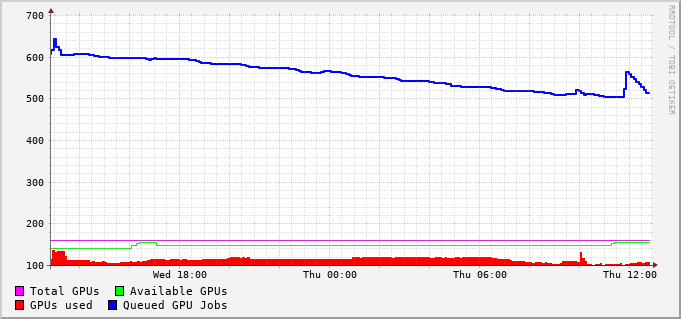 700
600
500
400
300
200
100
Wed 18:00 Thu 00:00 Thu 06:00 Thu 12:00
Total GPUs Available GPUs
GPUs used Queued GPU Jobs
RRDTOOL / TOBI OETIKER